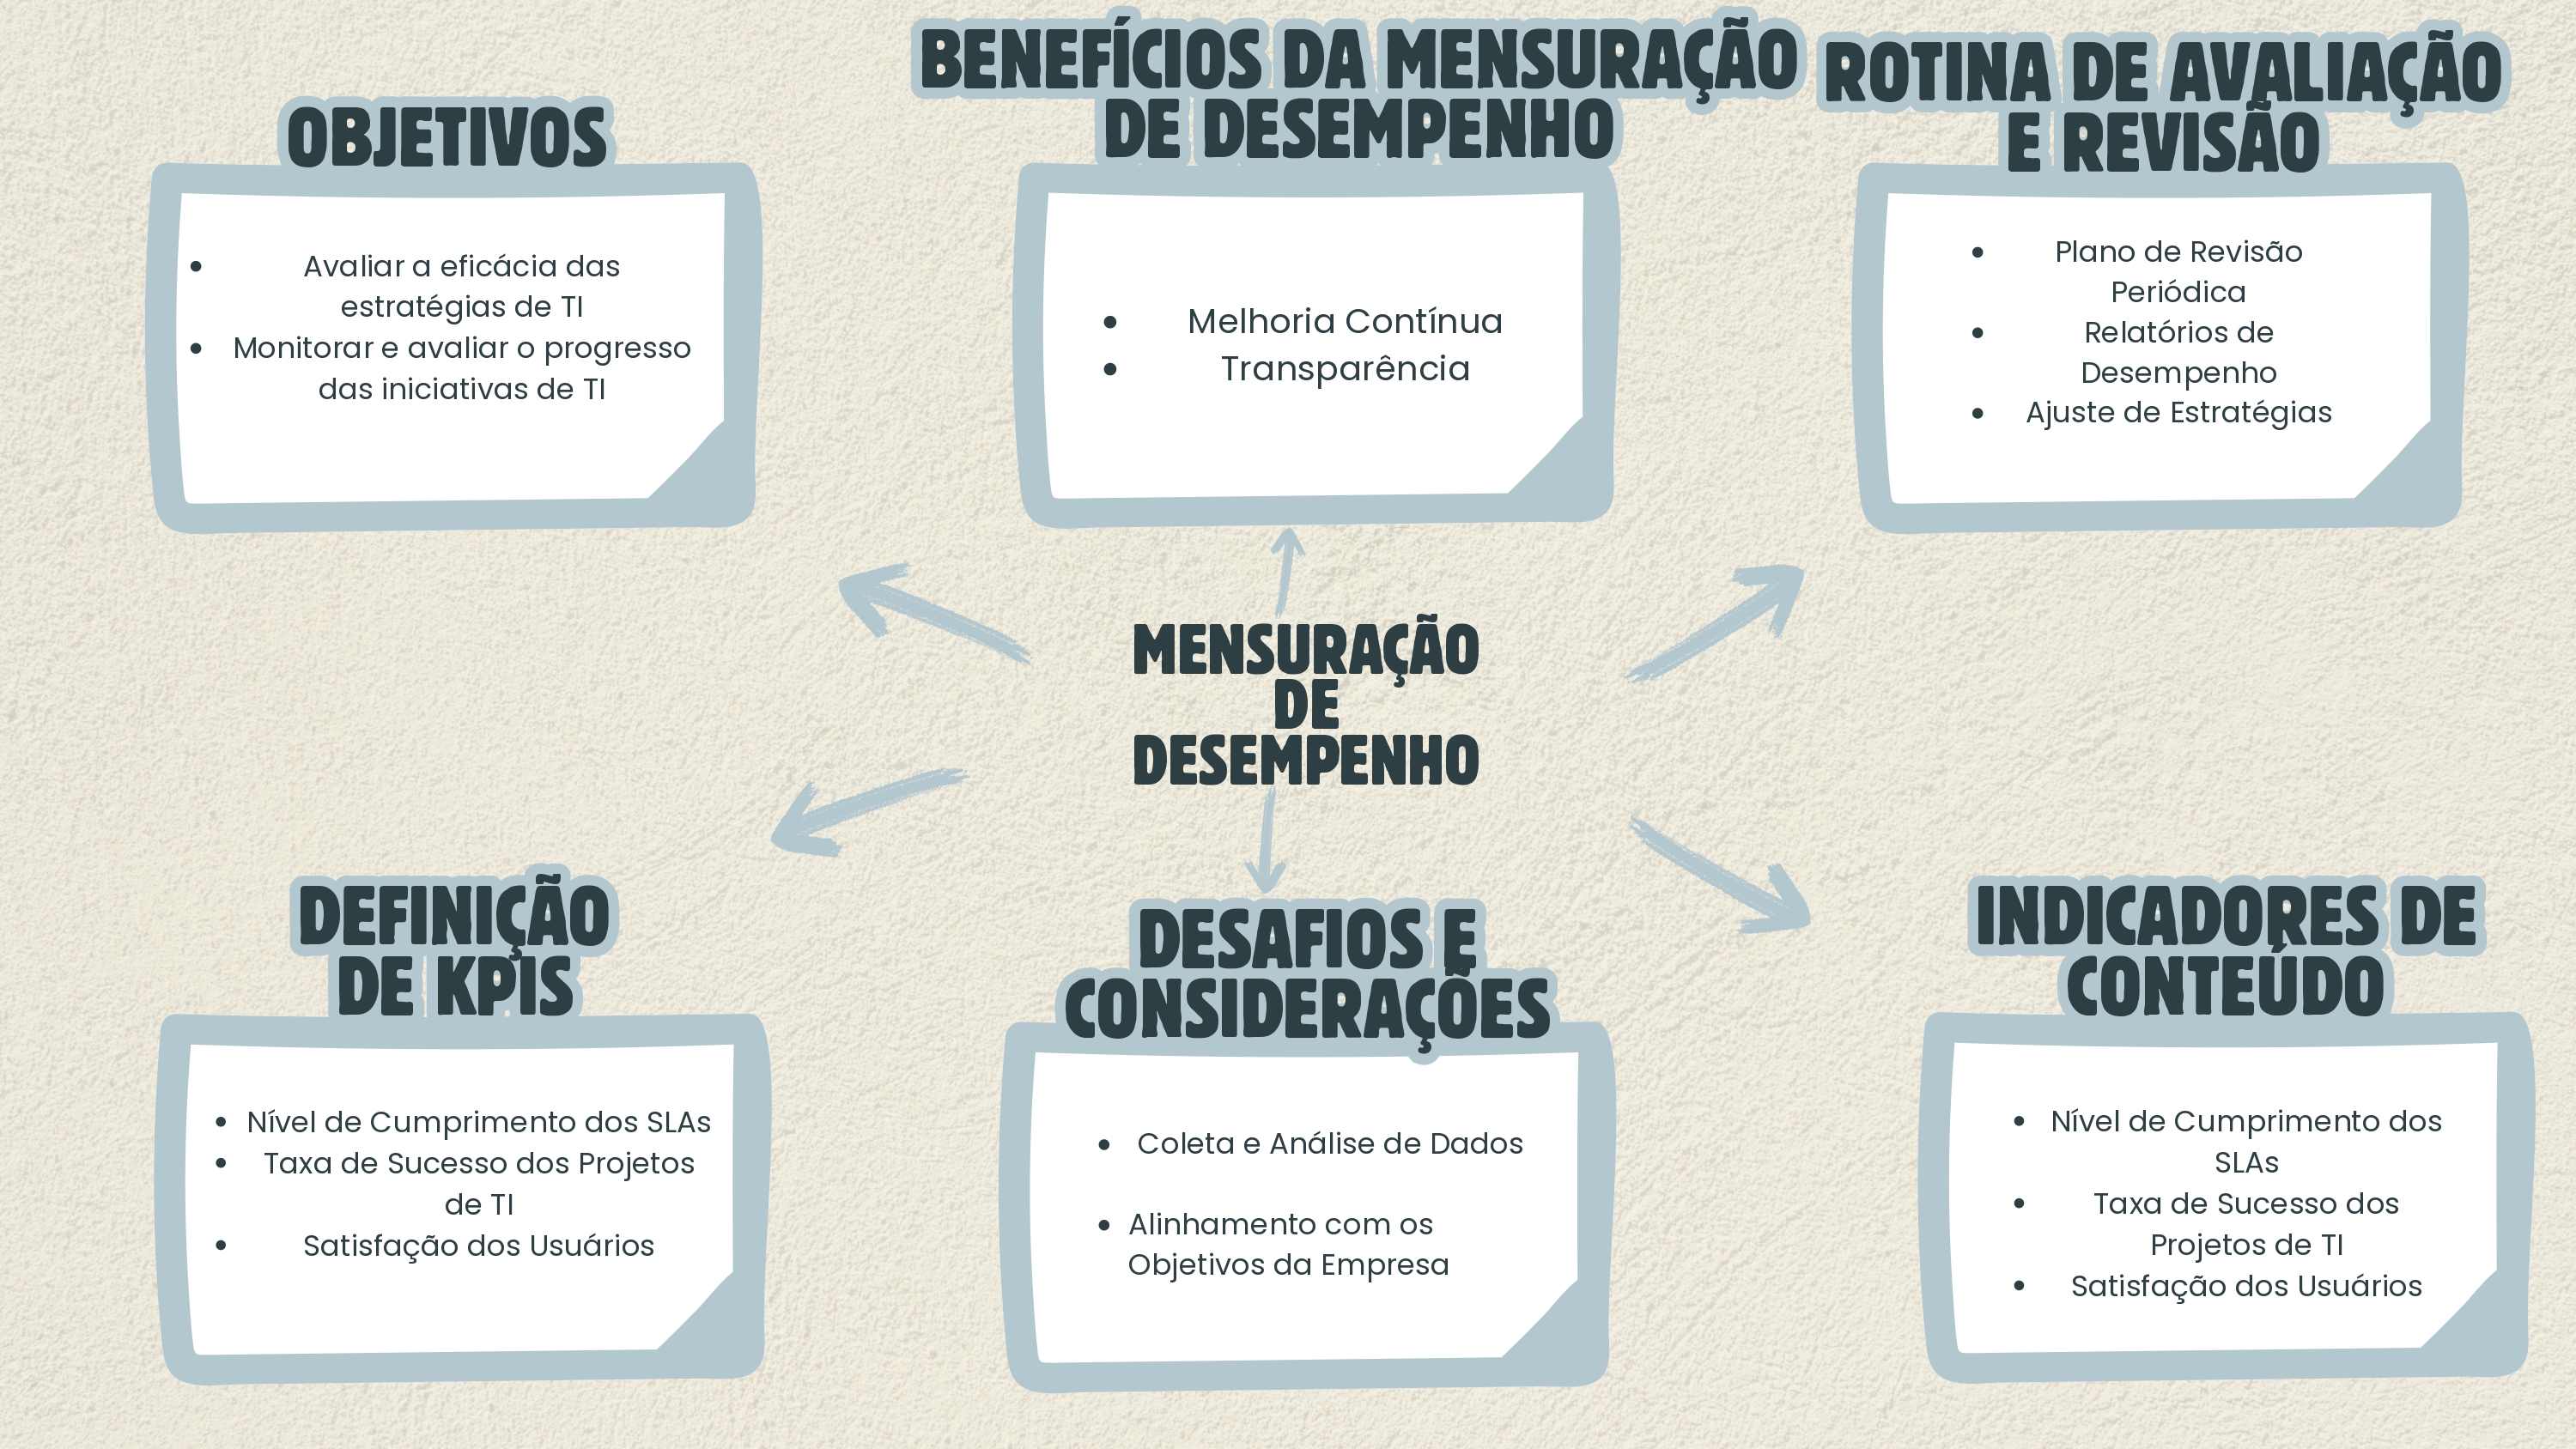 OBJETIVOS
• Avaliar a eficácia das
estratégias de TI
• Monitorar e avaliar o progresso
das iniciativas de TI
BENEFÍCIOS DA MENSURAÇÃO
DE DESEMPENHO
• Melhoria Contínua
• Transparência
ROTINA DE AVALIAÇÃO
E REVISÃO
• Plano de Revisão
Periódica
• Relatórios de
Desempenho
• Ajuste de Estratégias
MENSURAÇÃO
DE
DESEMPENHO
DEFINIÇÃO
DE KPIS
• Nível de Cumprimento dos SLAs
• Taxa de Sucesso dos Projetos
de TI
• Satisfação dos Usuários
DESAFIOS E
CONSIDERAÇÕES
• Coleta e Análise de Dados
• Alinhamento com os
Objetivos da Empresa
INDICADORES DE
CONTEÚDO
• Nível de Cumprimento dos
SLAs
• Taxa de Sucesso dos
Projetos de TI
• Satisfação dos Usuários